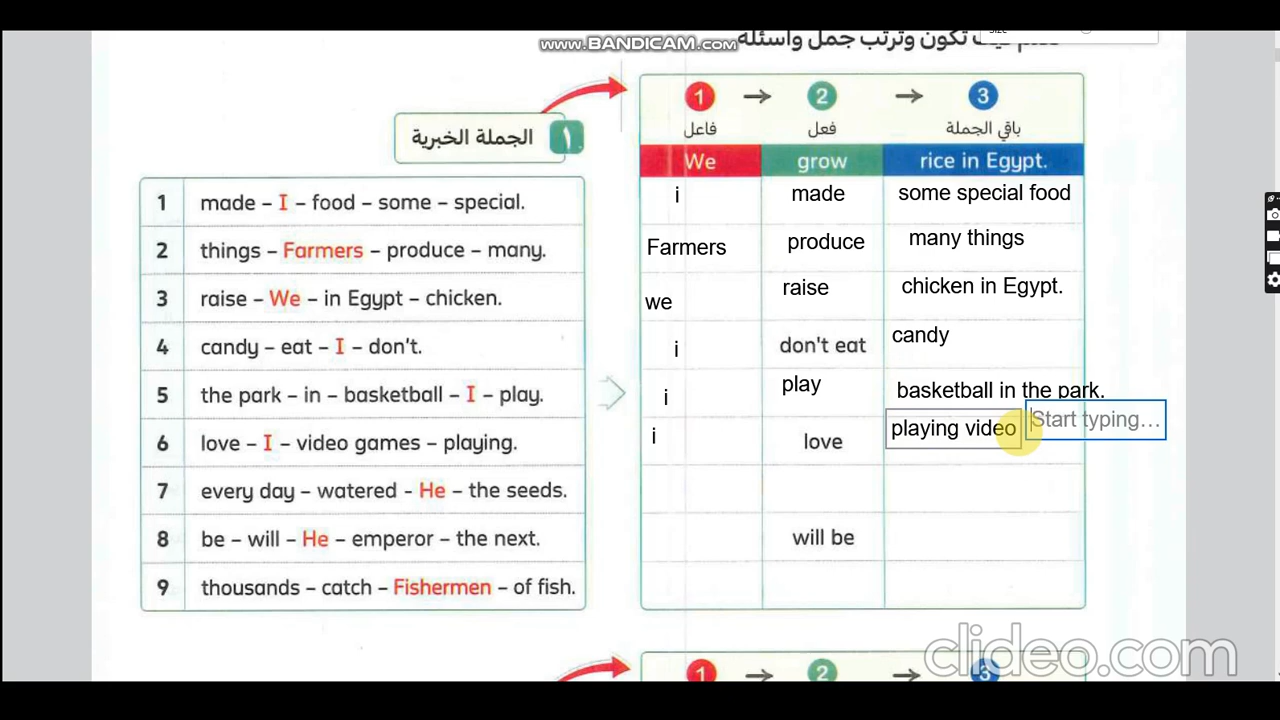 size
www.BANDICAM.com
تكون وترتب جمل وأسئلة
1 → 2 → 3
فاعل فعل باقي الجملة
الجملة الخبرية ١
We grow rice in Egypt.
1 made – I – food – some – special.
i made some special food
2 things – Farmers – produce – many.
Farmers produce many things
3 raise – We – in Egypt – chicken.
we raise chicken in Egypt.
4 candy – eat – I – don't.
i don't eat candy
5 the park – in – basketball – I – play.
i play basketball in the park.
6 love – I – video games – playing.
i love playing video Start typing...
7 every day – watered - He – the seeds.
8 be – will – He – emperor – the next.
will be
9 thousands – catch – Fishermen – of fish.
clideo.com
1 → 2 → 3